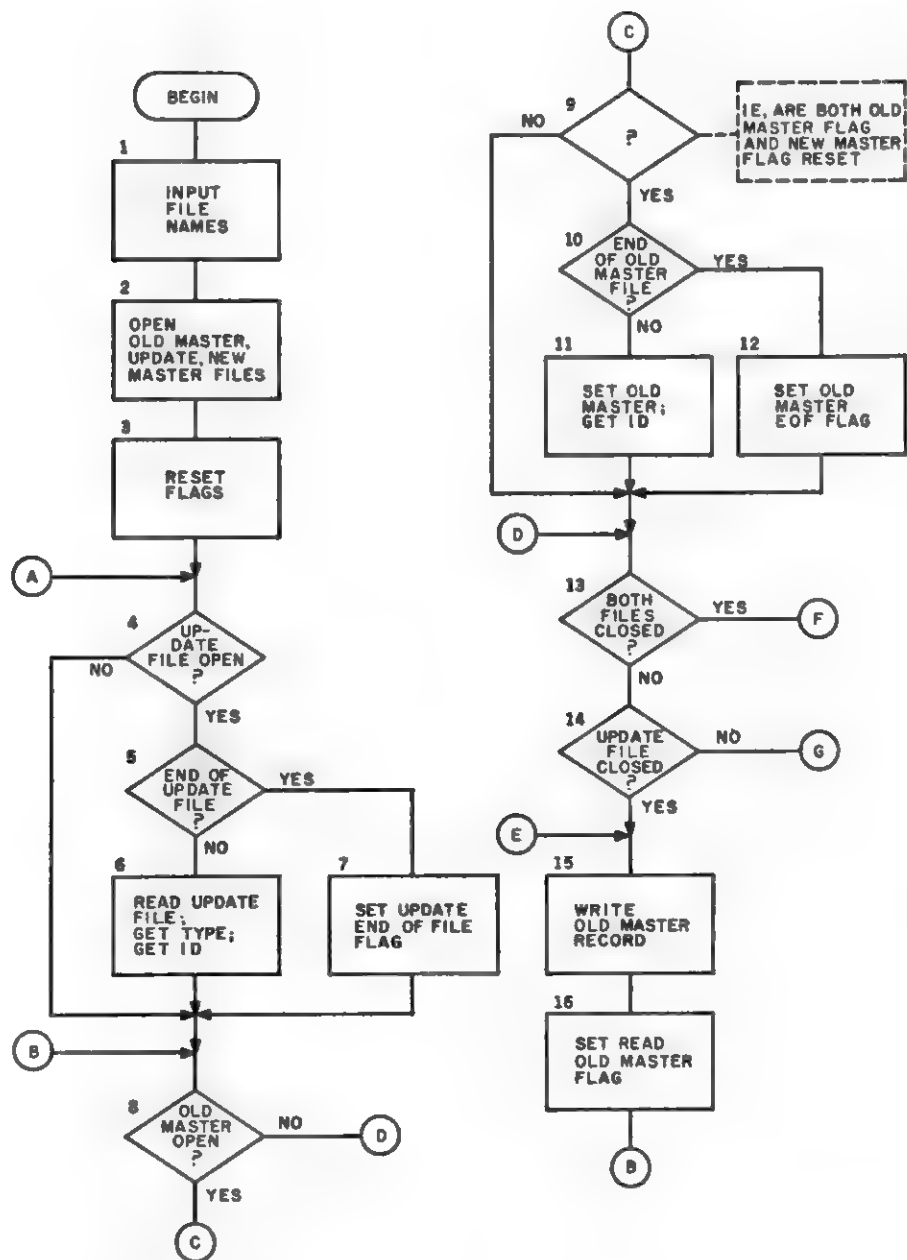 BEGIN
1
INPUT
FILE
NAMES
2
OPEN
OLD MASTER,
UPDATE, NEW
MASTER FILES
3
RESET
FLAGS
A
4
UP-
DATE
FILE OPEN
?
NO
YES
5
END OF
UPDATE
FILE
?
YES
NO
6
READ UPDATE
FILE;
GET TYPE;
GET ID
7
SET UPDATE
END OF FILE
FLAG
B
8
OLD
MASTER
OPEN
?
NO
D
YES
C
C
9
?
NO
IE, ARE BOTH OLD
MASTER FLAG
AND NEW MASTER
FLAG RESET
YES
10
END
OF OLD
MASTER
FILE
?
YES
NO
11
SET OLD
MASTER;
GET ID
12
SET OLD
MASTER
EOF FLAG
D
13
BOTH
FILES
CLOSED
?
YES
F
NO
14
UPDATE
FILE
CLOSED
?
NO
G
YES
E
15
WRITE
OLD MASTER
RECORD
16
SET READ
OLD MASTER
FLAG
B